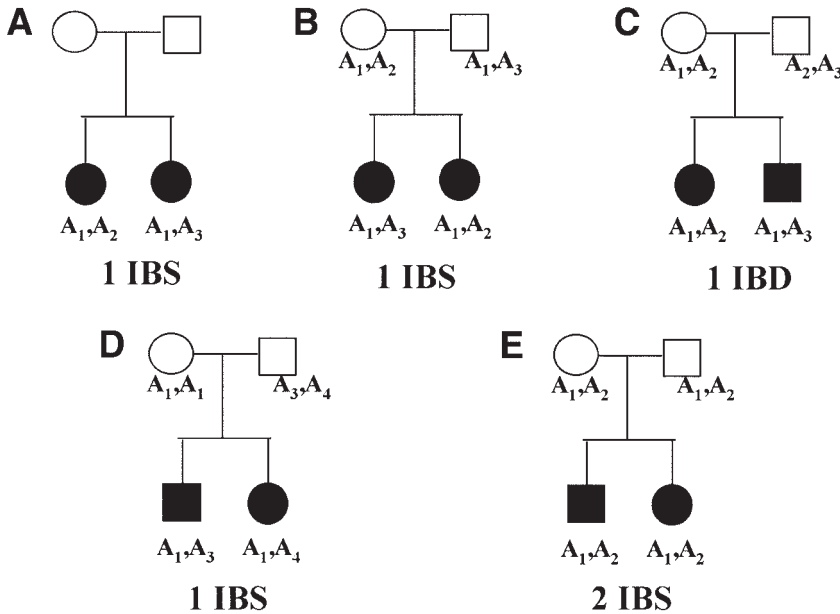 A B C
A₁,A₂ A₁,A₃ A₁,A₂ A₂,A₃
A₁,A₂ A₁,A₃ A₁,A₃ A₁,A₂ A₁,A₂ A₁,A₃
1 IBS 1 IBS 1 IBD
D E
A₁,A₁ A₃,A₄ A₁,A₂ A₁,A₂
A₁,A₃ A₁,A₄ A₁,A₂ A₁,A₂
1 IBS 2 IBS